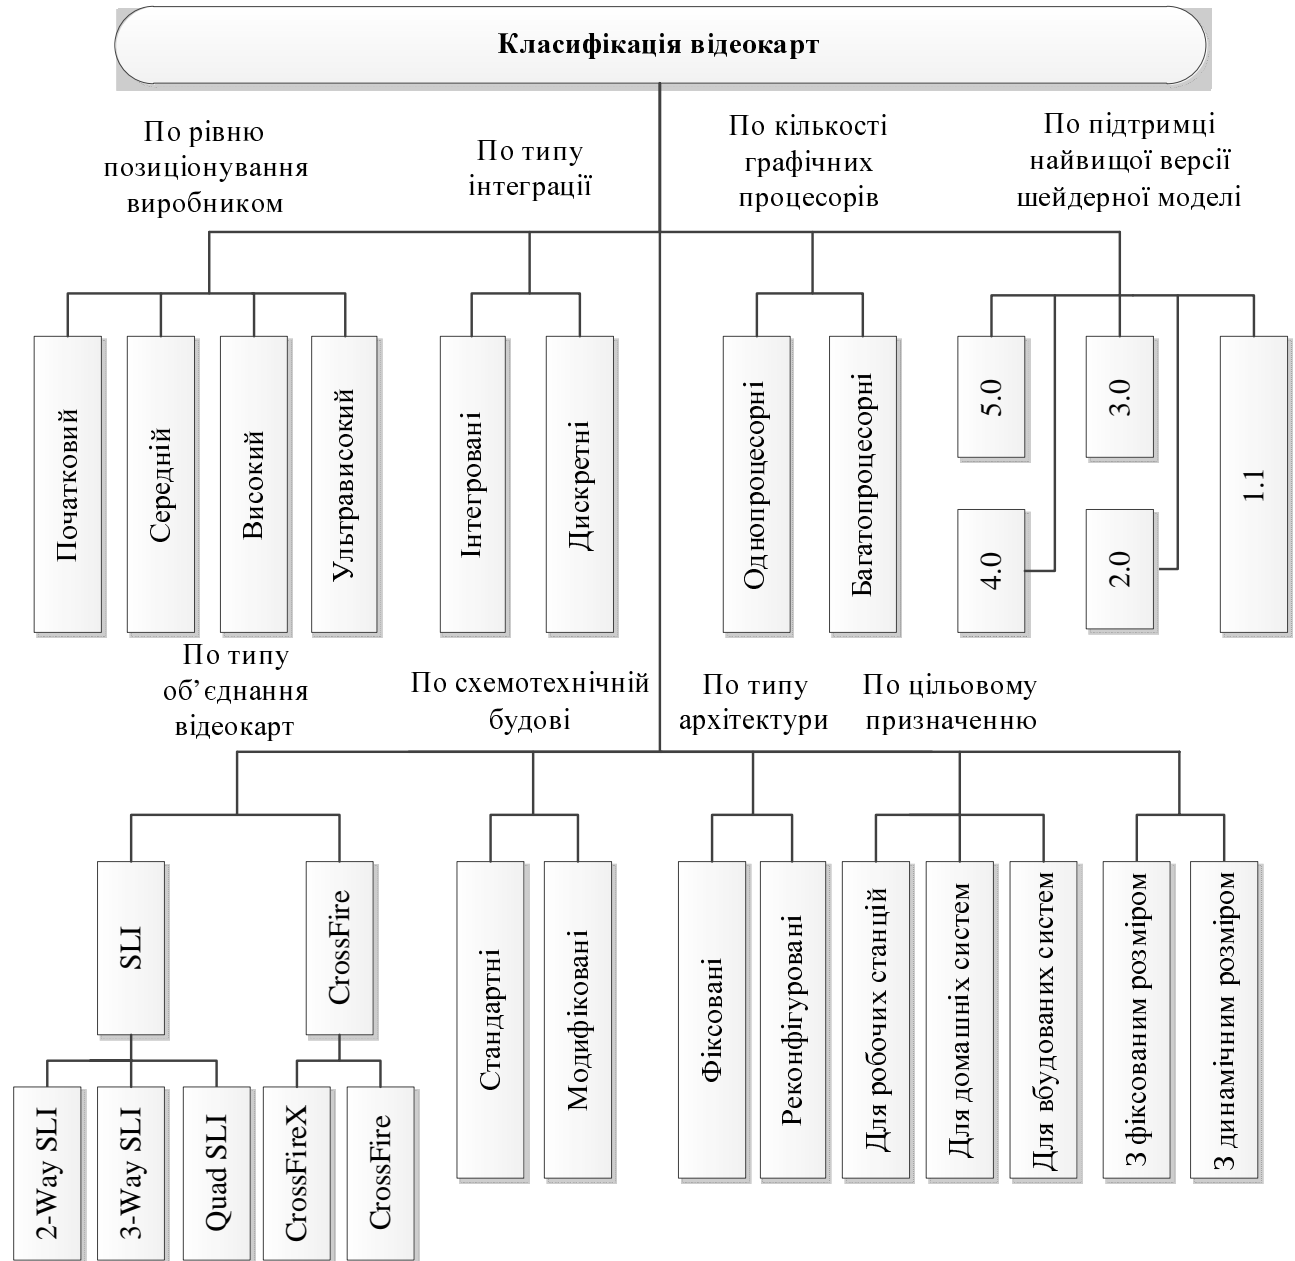 Класифікація відеокарт
По рівню
позиціонування
виробником
По типу
інтеграції
По кількості
графічних
процесорів
По підтримці
найвищої версії
шейдерної моделі
Початковий
Середній
Високий
Ультрависокий
Інтегровані
Дискретні
Однопроцесорні
Багатопроцесорні
5.0
3.0
1.1
4.0
2.0
По типу
об’єднання
відеокарт
По схемотехнічній
будові
По типу
архітектури
По цільовому
призначенню
SLI
CrossFire
Стандартні
Модифіковані
Фіксовані
Реконфігуровані
Для робочих станцій
Для домашніх систем
Для вбудованих систем
З фіксованим розміром
З динамічним розміром
2-Way SLI
3-Way SLI
Quad SLI
CrossFireX
CrossFire